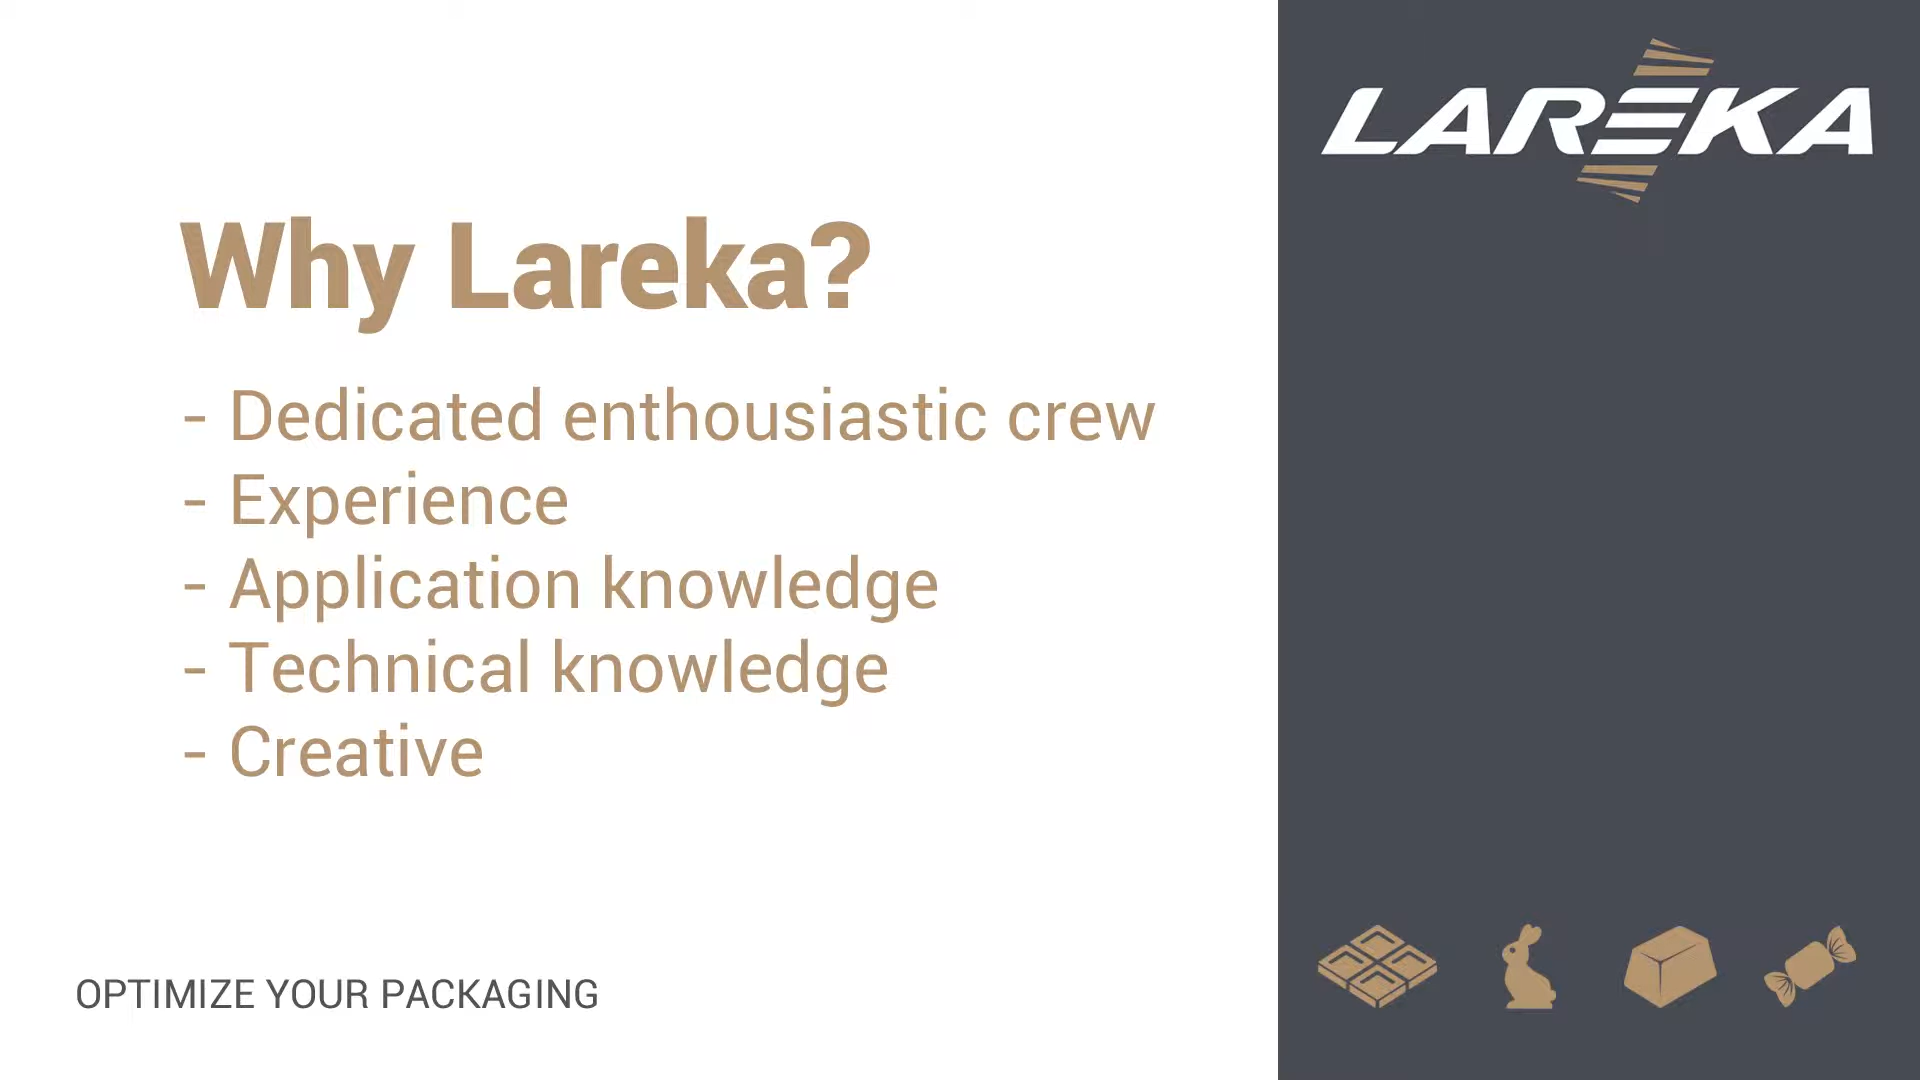 LAREKA
Why Lareka?
- Dedicated enthousiastic crew
- Experience
- Application knowledge
- Technical knowledge
- Creative
OPTIMIZE YOUR PACKAGING